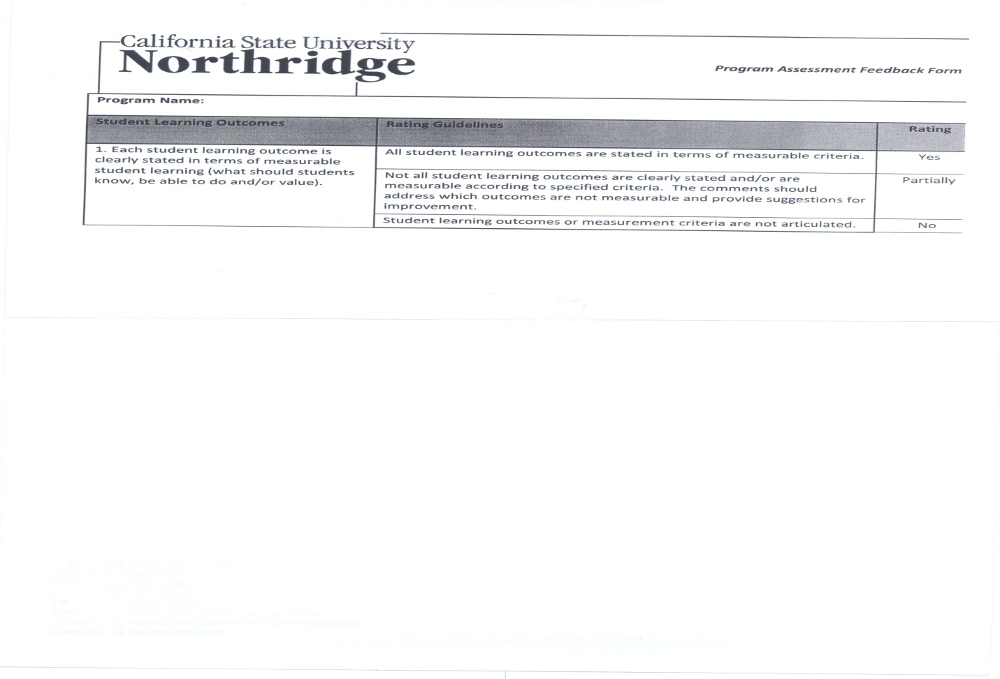 California State University
Northridge
Program Assessment Feedback Form
Program Name:
Student Learning Outcomes
Rating Guidelines
Rating
1. Each student learning outcome is
clearly stated in terms of measurable
student learning (what should students
know, be able to do and/or value).
All student learning outcomes are stated in terms of measurable criteria.
Yes
Not all student learning outcomes are clearly stated and/or are
measurable according to specified criteria.  The comments should
address which outcomes are not measurable and provide suggestions for
improvement.
Partially
Student learning outcomes or measurement criteria are not articulated.
No